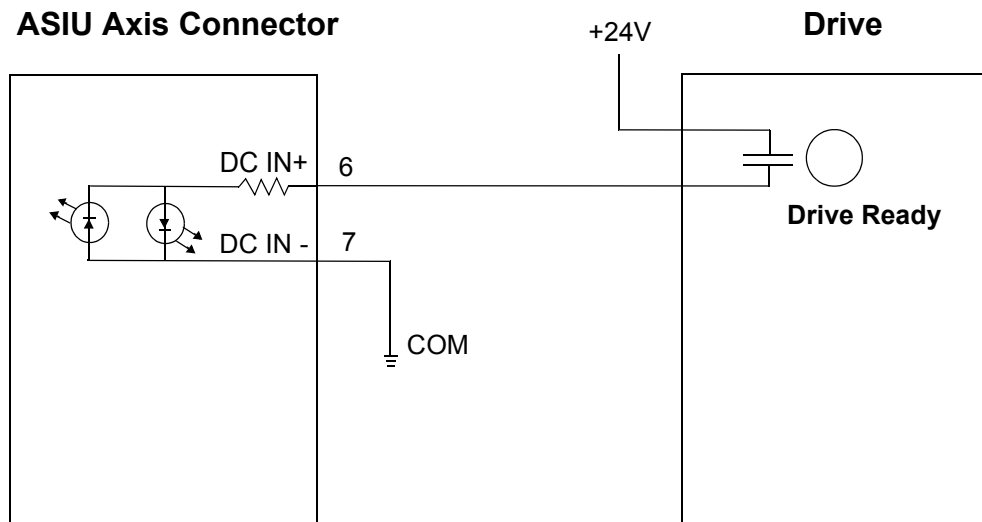 ASIU Axis Connector
+24V
Drive
DC IN+
6
Drive Ready
DC IN -
7
COM